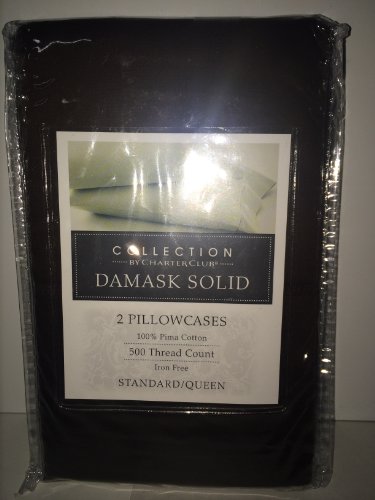 COLLECTION
BY CHARTER CLUB®
DAMASK SOLID
2 PILLOWCASES
100% Pima Cotton
500 Thread Count
Iron Free
STANDARD/QUEEN